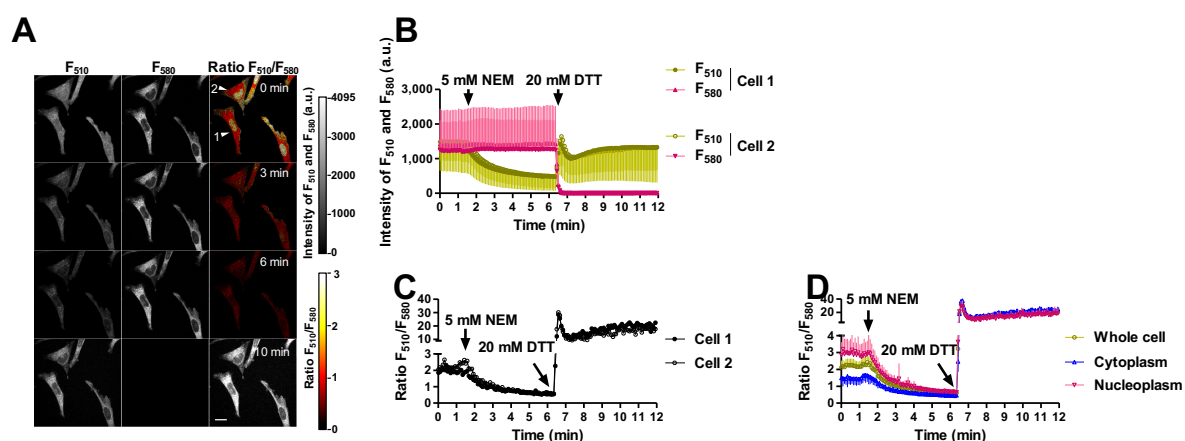 A
F510 F580 Ratio F510/F580
2
0 min
1
3 min
6 min
10 min
4095
3000
2000
1000
0
Intensity of F510 and F580 (a.u.)
3
2
1
0
Ratio F510/F580
B
5 mM NEM 20 mM DTT
3,000
2,000
1,000
0
Intensity of F510 and F580 (a.u.)
0 1 2 3 4 5 6 7 8 9 10 11 12
Time (min)
F510
F580
Cell 1
F510
F580
Cell 2
C
Ratio F510/F580
40
30
20
10
3
2
1
0
5 mM NEM
20 mM DTT
0 1 2 3 4 5 6 7 8 9 10 11 12
Time (min)
Cell 1
Cell 2
D
Ratio F510/F580
40
20
4
3
2
1
0
5 mM NEM
20 mM DTT
0 1 2 3 4 5 6 7 8 9 10 11 12
Time (min)
Whole cell
Cytoplasm
Nucleoplasm